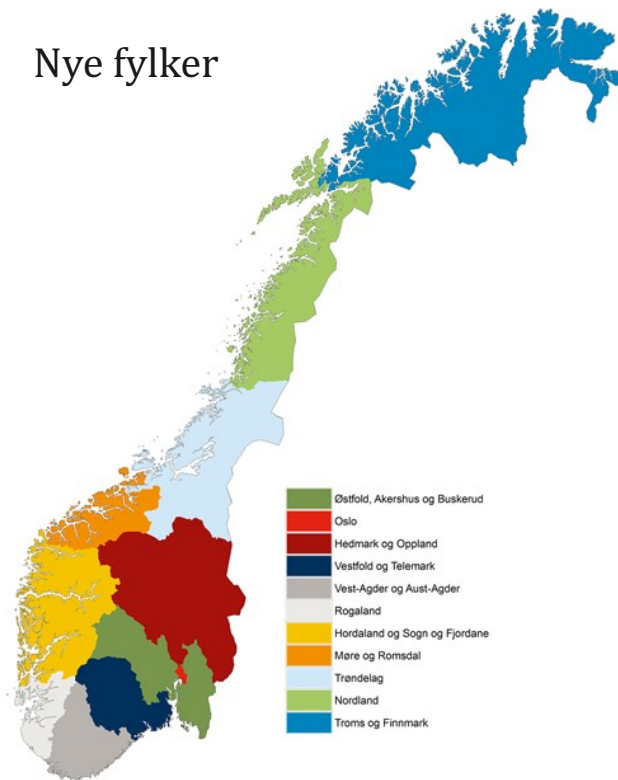 Nye fylker
Østfold, Akershus og Buskerud
Oslo
Hedmark og Oppland
Vestfold og Telemark
Vest-Agder og Aust-Agder
Rogaland
Hordaland og Sogn og Fjordane
Møre og Romsdal
Trøndelag
Nordland
Troms og Finnmark